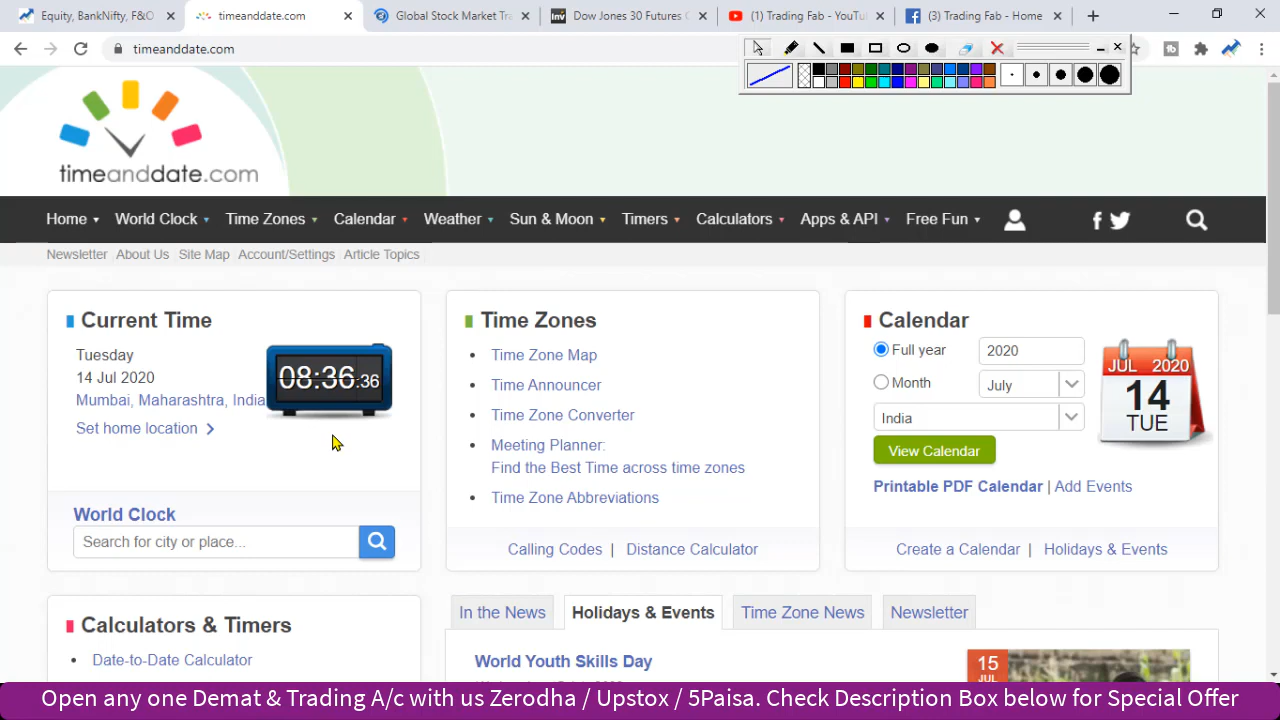 Equity, BankNifty, F&O
timeanddate.com
Global Stock Market Tra
Dow Jones 30 Futures C
(1) Trading Fab - YouTu
(3) Trading Fab - Home
timeanddate.com
timeanddate.com
Home World Clock Time Zones Calendar Weather Sun & Moon Timers Calculators Apps & API Free Fun
Newsletter About Us Site Map Account/Settings Article Topics
Current Time
Tuesday
14 Jul 2020
Mumbai, Maharashtra, India
Set home location
08:36:36
World Clock
Search for city or place...
Time Zones
Time Zone Map
Time Announcer
Time Zone Converter
Meeting Planner:
Find the Best Time across time zones
Time Zone Abbreviations
Calling Codes | Distance Calculator
Calendar
Full year 2020
Month July
India
View Calendar
JUL 2020
14
TUE
Printable PDF Calendar | Add Events
Create a Calendar | Holidays & Events
Calculators & Timers
Date-to-Date Calculator
In the News Holidays & Events Time Zone News Newsletter
World Youth Skills Day
15
JUL
Open any one Demat & Trading A/c with us Zerodha / Upstox / 5Paisa. Check Description Box below for Special Offer